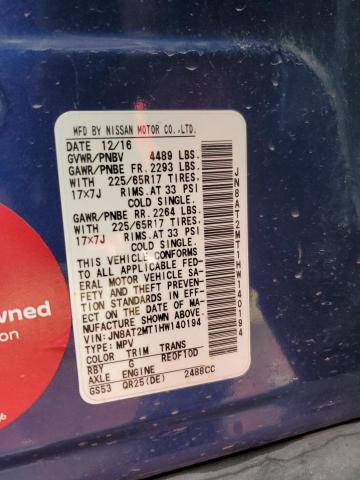 MFD BY NISSAN MOTOR CO.,LTD.
DATE 12/16
GVWR/PNBV 4489 LBS.
GAWR/PNBE FR. 2293 LBS.
WITH 225/65R17 TIRES.
17x7J RIMS.AT 33 PSI
COLD SINGLE.
GAWR/PNBE RR. 2264 LBS.
WITH 225/65R17 TIRES.
17x7J RIMS.AT 33 PSI
COLD SINGLE.
THIS VEHICLE CONFORMS
TO ALL APPLICABLE FED-
ERAL MOTOR VEHICLE SA-
FETY AND THEFT PREVEN-
TION STANDARDS IN EFF-
ECT ON THE DATE OF MA-
NUFACTURE SHOWN ABOVE.
VIN:JN8AT2MT1HW140194
TYPE:MPV
COLOR TRIM TRANS
RBY G RE0F10D
AXLE ENGINE
GS53 QR25(DE) 2488CC
JN8AT2MT1HW140194
wned
on